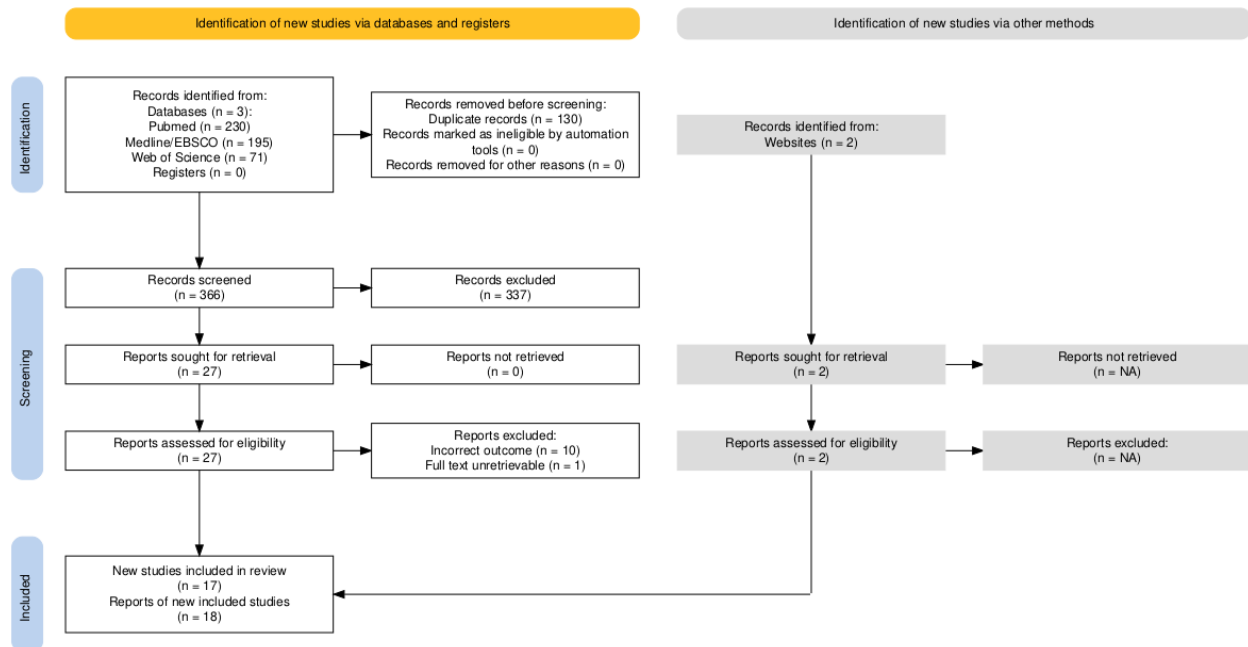 Identification of new studies via databases and registers
Identification of new studies via other methods
Identification
Records identified from:
Databases (n = 3):
Pubmed = 230)
Medline/EBSCO (n = 195)
Web of Science (n = 71)
Registers (n = 0)
Records removed before screening:
Duplicate records (n = 130)
Records marked as ineligible by automation
tools (n = 0)
Records removed for other reasons (n = 0)
Records identified from:
Websites (n = 2)
Screening
Records screened
(n = 366)
Records excluded
(n = 337)
Reports sought for retrieval
(n = 27)
Reports not retrieved
(n = 0)
Reports sought for retrieval
(n = 2)
Reports not retrieved
(n = NA)
Reports assessed for eligibility
(n = 27)
Reports excluded:
Incorrect outcome (n = 10)
Full text unretrievable (n = 1)
Reports assessed for eligibility
(n = 2)
Reports excluded:
(n = NA)
Included
New studies included in review
(n = 17)
Reports of new included studies
(n = 18)